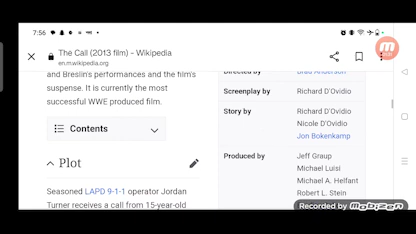 7:56
The Call (2013 film) - Wikipedia
en.m.wikipedia.org
and Breslin's performances and the film's
suspense. It is currently the most
successful WWE produced film.
Contents
Plot
Seasoned LAPD 9-1-1 operator Jordan
Turner receives a call from 15-year-old
Directed by Brad Anderson
Screenplay by Richard D'Ovidio
Story by Richard D'Ovidio
Nicole D'Ovidio
Jon Bokenkamp
Produced by Jeff Graup
Michael Luisi
Michael A. Helfant
Robert L. Stein
Recorded by Mobizen